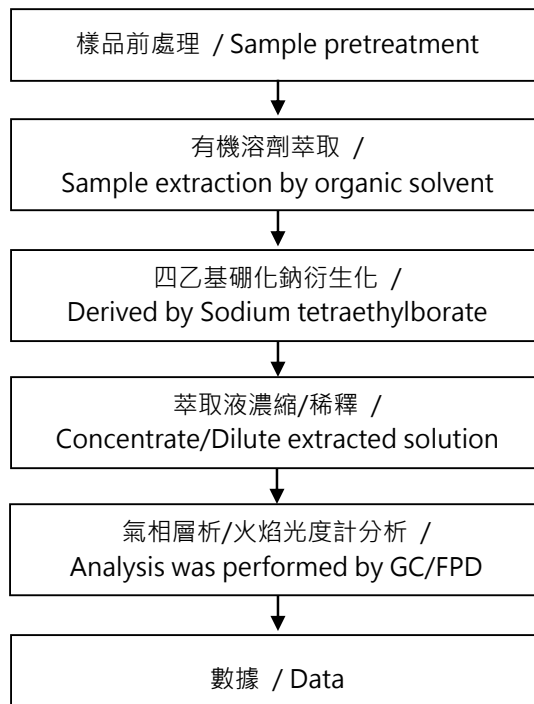 樣品前處理 / Sample pretreatment
有機溶劑萃取 /
Sample extraction by organic solvent
四乙基硼化鈉衍生化 /
Derived by Sodium tetraethylborate
萃取液濃縮/稀釋 /
Concentrate/Dilute extracted solution
氣相層析/火焰光度計分析 /
Analysis was performed by GC/FPD
數據 / Data